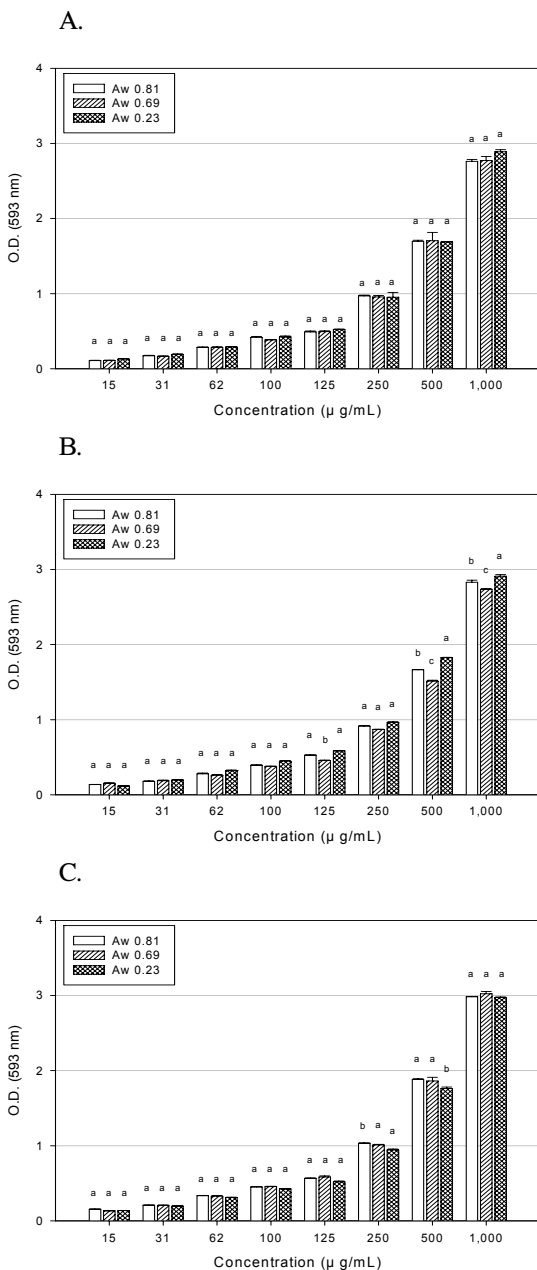 A.
4
Aw 0.81
Aw 0.69
Aw 0.23
a a a
3
O.D. (593 nm)
a a a
2
a a a
1
a a a
a a a
a a a
a a a
a a a
0
15 31 62 100 125 250 500 1,000
Concentration (μ g/mL)
B.
4
Aw 0.81
Aw 0.69
Aw 0.23
b c a
3
O.D. (593 nm)
b c a
2
a a a
1
a b a
a a a
a a a
a a a
a a a
0
15 31 62 100 125 250 500 1,000
Concentration (μ g/mL)
C.
4
Aw 0.81
Aw 0.69
Aw 0.23
a a a
3
O.D. (593 nm)
a a b
2
b a a
1
a a a
a a a
a a a
a a a
a a a
0
15 31 62 100 125 250 500 1,000
Concentration (μ g/mL)